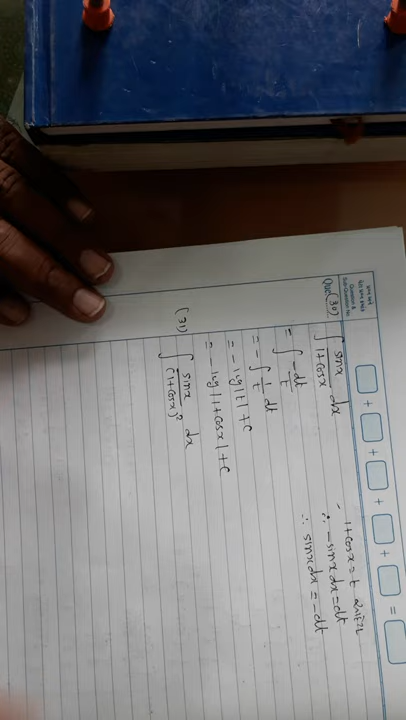 + + + + =
Que.(30) ∫ sinx / 1+cosx dx
1+cosx = t
= ∫ -dt / t
∴ -sinx dx = dt
= - ∫ 1/t dt
∴ sinx dx = -dt
= - log|t| + c
= - log|1+cosx| + c
(31) ∫ sinx / (1+cosx)² dx